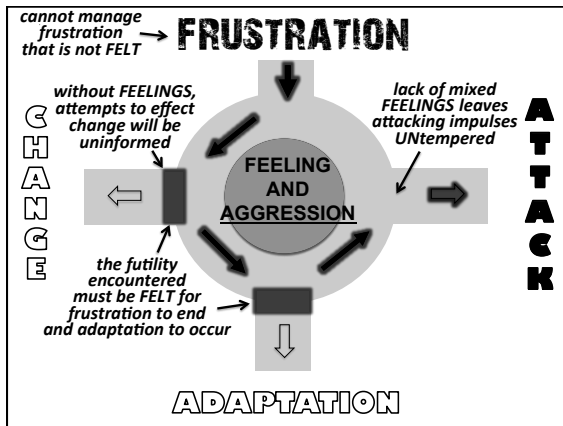 cannot manage
frustration
that is not FELT
FRUSTRATION
without FEELINGS,
attempts to effect
change will be
uninformed
lack of mixed
FEELINGS leaves
attacking impulses
UNtempered
CHANGE
FEELING
AND
AGGRESSION
ATTACK
the futility
encountered
must be FELT for
frustration to end
and adaptation to occur
ADAPTATION